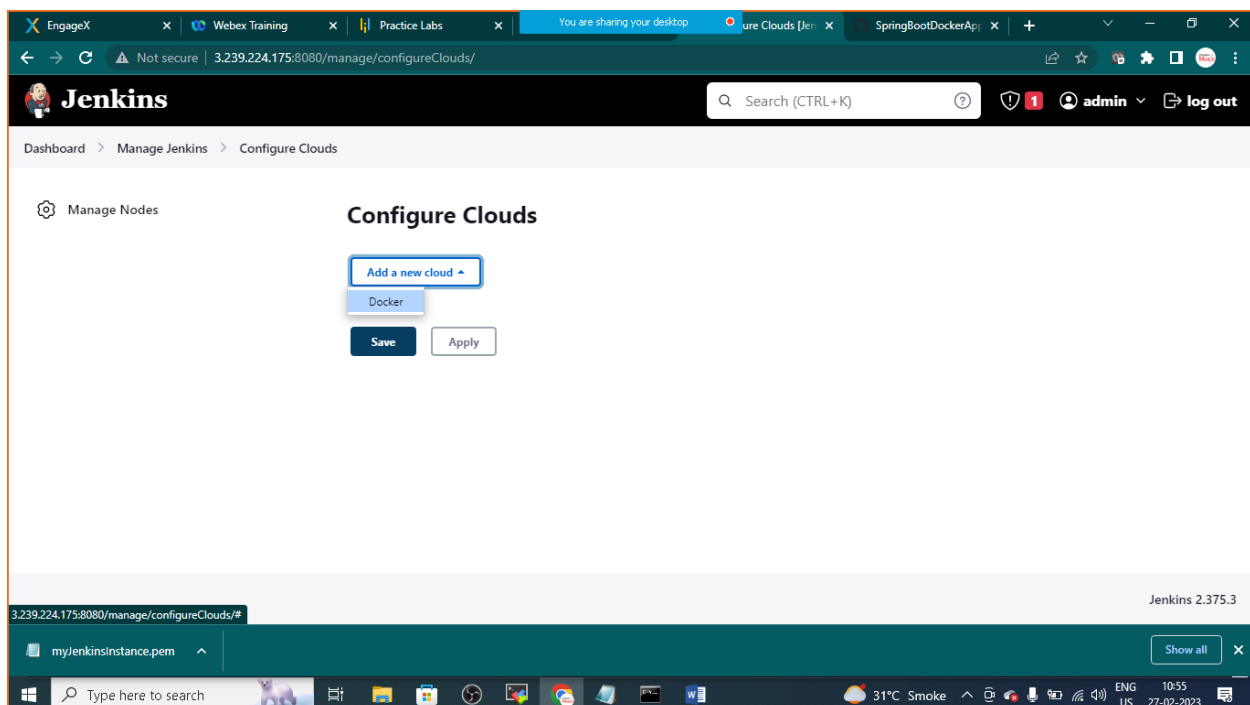 EngageX
Webex Training
Practice Labs
You are sharing your desktop
ure Clouds [Jen
SpringBootDockerApp
Not secure | 3.239.224.175:8080/manage/configureClouds/
Jenkins
Search (CTRL+K)
1
admin
log out
Dashboard > Manage Jenkins > Configure Clouds
Manage Nodes
Configure Clouds
Add a new cloud
Docker
Save
Apply
Jenkins 2.375.3
3.239.224.175:8080/manage/configureClouds/#
myJenkinsInstance.pem
Show all
Type here to search
31°C Smoke
ENG
US
10:55
27-02-2023